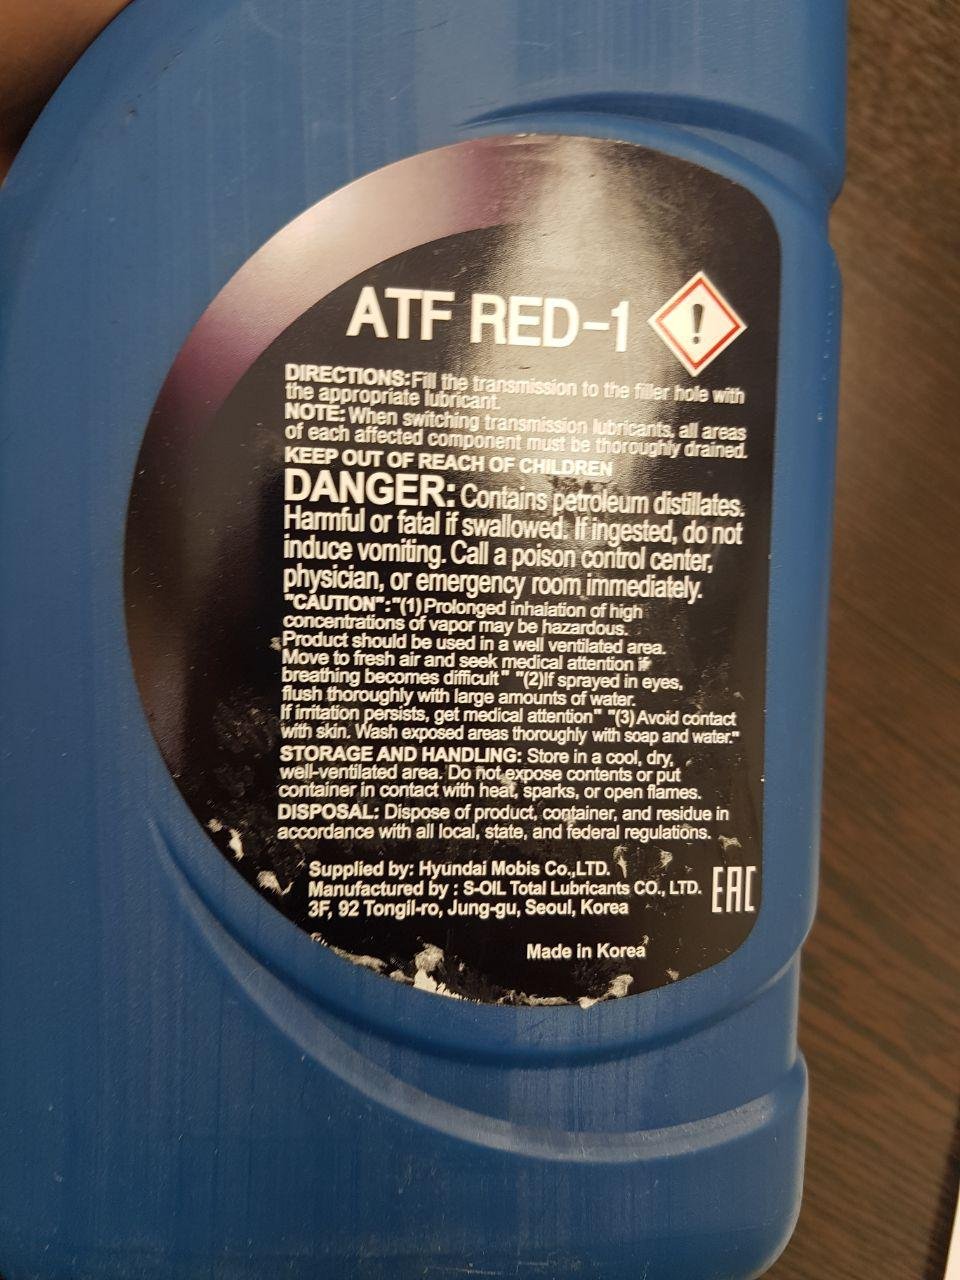 ATF RED-1
DIRECTIONS: Fill the transmission to the filler hole with
the appropriate lubricant.
NOTE: When switching transmission lubricants, all areas
of each affected component must be thoroughly drained.
KEEP OUT OF REACH OF CHILDREN
DANGER: Contains petroleum distillates.
Harmful or fatal if swallowed. If ingested, do not
induce vomiting. Call a poison control center,
physician, or emergency room immediately.
"CAUTION":"(1) Prolonged inhalation of high
concentrations of vapor may be hazardous.
Product should be used in a well ventilated area.
Move to fresh air and seek medical attention if
breathing becomes difficult" "(2)If sprayed in eyes,
flush thoroughly with large amounts of water.
If irritation persists, get medical attention" "(3)Avoid contact
with skin. Wash exposed areas thoroughly with soap and water."
STORAGE AND HANDLING: Store in a cool, dry,
well-ventilated area. Do not expose contents or put
container in contact with heat, sparks, or open flames.
DISPOSAL: Dispose of product, container, and residue in
accordance with all local, state, and federal regulations.
Supplied by: Hyundai Mobis Co.,LTD.
Manufactured by : S-OIL Total Lubricants CO., LTD.
3F, 92 Tongil-ro, Jung-gu, Seoul, Korea
EAC
Made in Korea